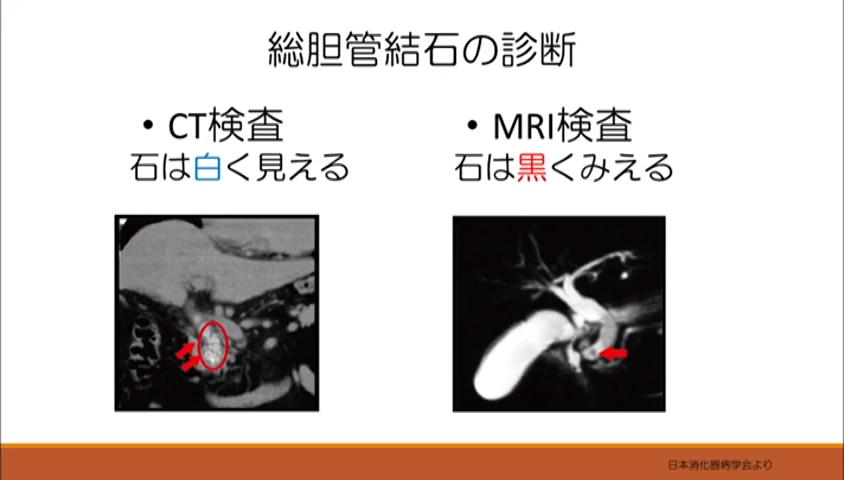 総胆管結石の診断
• CT検査
石は白く見える
• MRI検査
石は黒くみえる
日本消化器病学会より